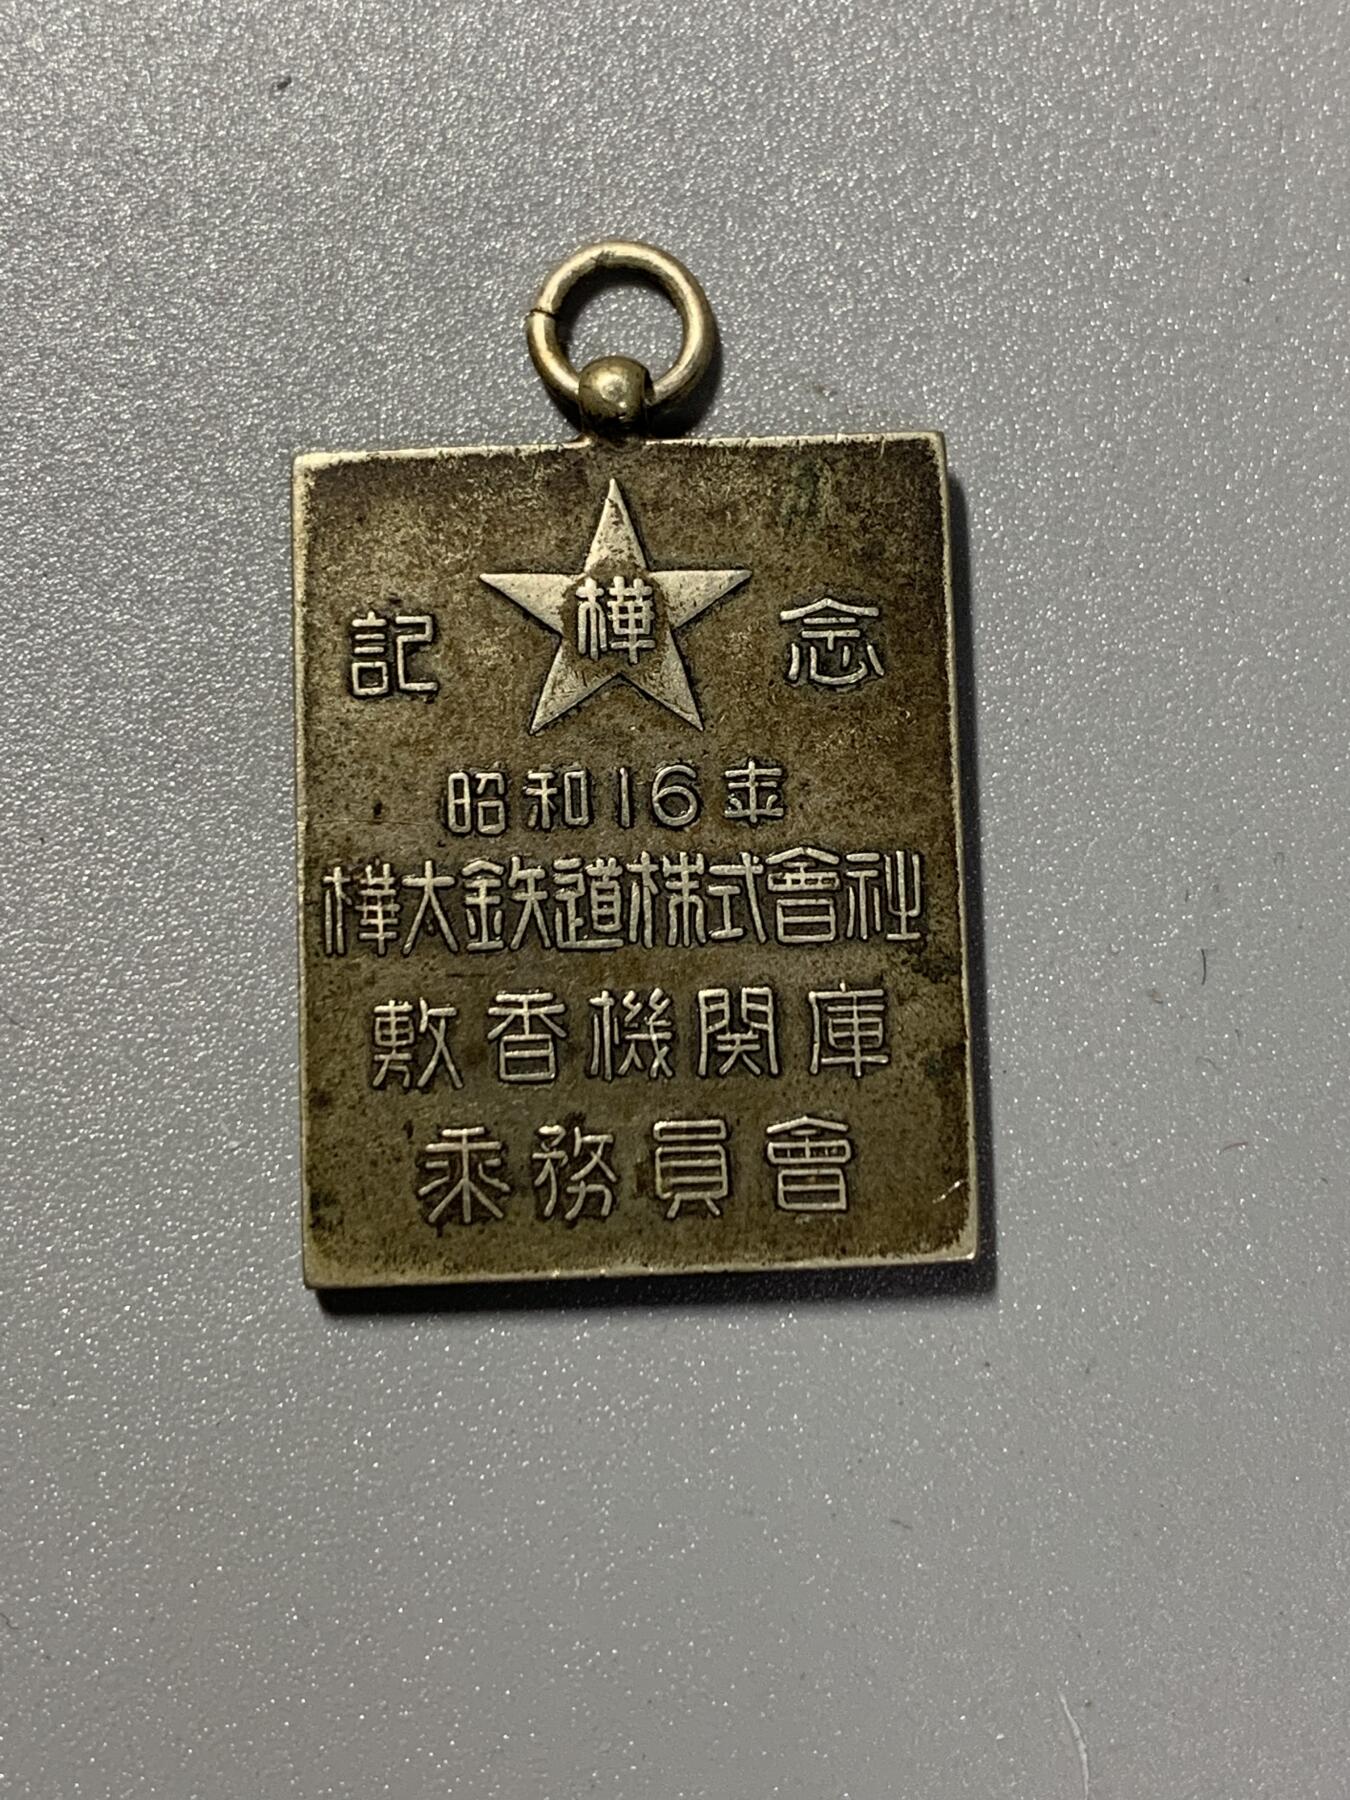 樺
記 念
昭和16年
樺太鉄道株式會社
敷香機関庫
乗務員會